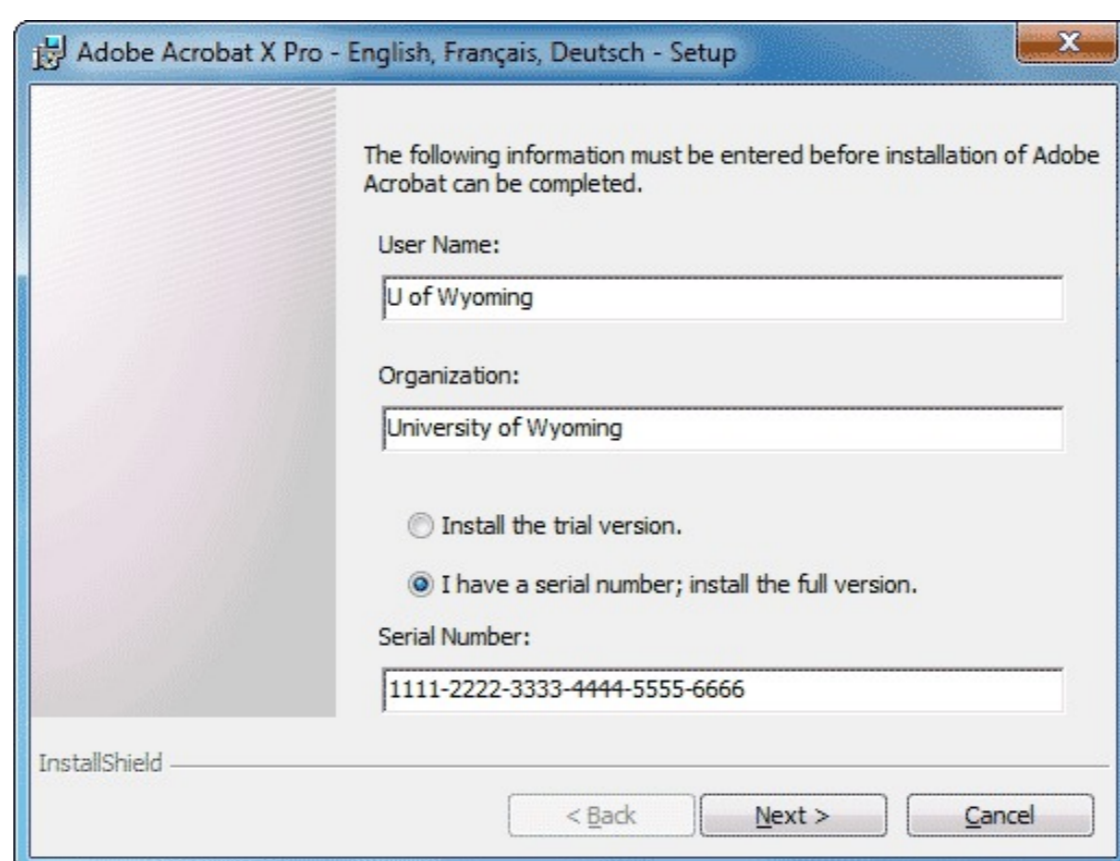 Adobe Acrobat X Pro - English, Français, Deutsch - Setup
x
The following information must be entered before installation of Adobe
Acrobat can be completed.
User Name:
U of Wyoming
Organization:
University of Wyoming
Install the trial version.
I have a serial number; install the full version.
Serial Number:
1111-2222-3333-4444-5555-6666
InstallShield
< Back Next > Cancel